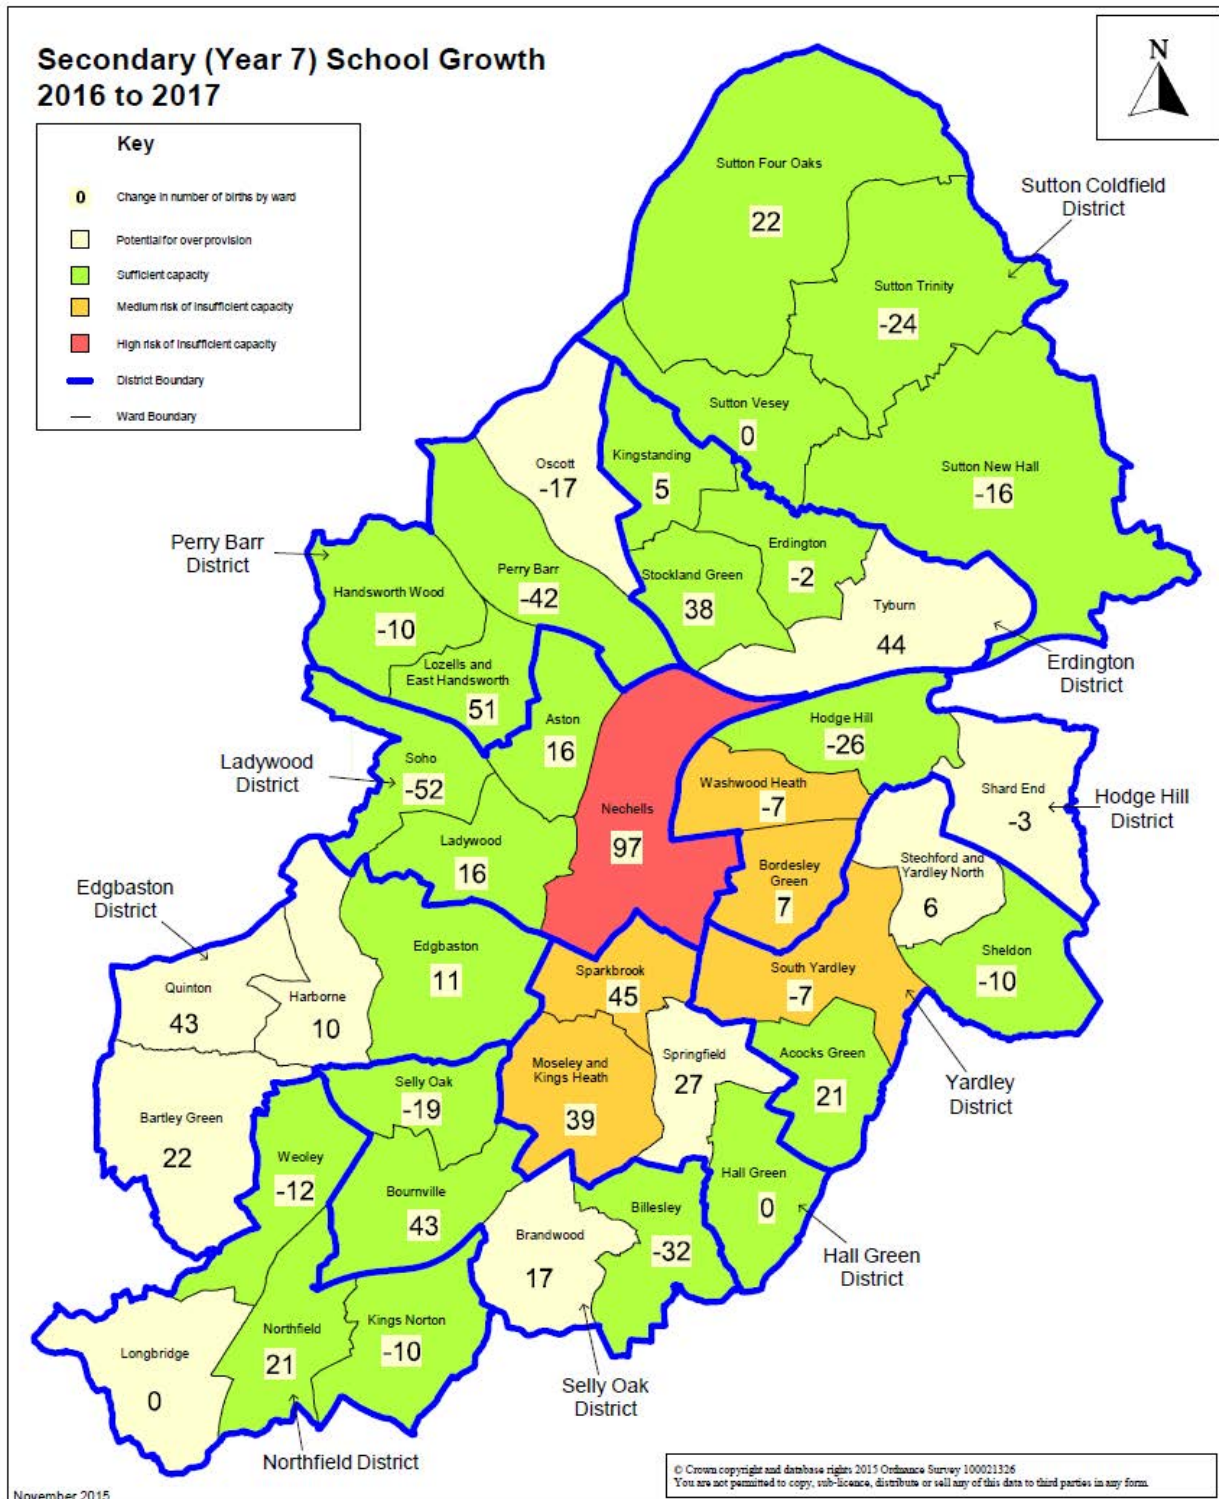 Secondary (Year 7) School Growth
2016 to 2017
N
Key
0 Change in number of births by ward
Potential for over provision
Sufficient capacity
Medium risk of insufficient capacity
High risk of insufficient capacity
District Boundary
Ward Boundary
Sutton Four Oaks
22
Sutton Coldfield
District
Sutton Trinity
-24
Sutton Vesey
0
Oscott
-17
Kingstanding
5
Sutton New Hall
-16
Perry Barr
District
Handsworth Wood
-10
Perry Barr
-42
Stockland Green
38
Erdington
-2
Tyburn
44
Erdington
District
Lozells and
East Handsworth
51
Aston
16
Hodge Hill
-26
Ladywood
District
Soho
-52
Nechells
97
Washwood Heath
-7
Shard End
-3
Hodge Hill
District
Ladywood
16
Bordesley
Green
7
Stechford and
Yardley North
6
Edgbaston
District
Edgbaston
11
Quinton
43
Harborne
10
Sparkbrook
45
South Yardley
-7
Sheldon
-10
Moseley and
Kings Heath
39
Springfield
27
Acocks Green
21
Yardley
District
Selly Oak
-19
Bartley Green
22
Weoley
-12
Bournville
43
Hall Green
0
Billesley
-32
Brandwood
17
Hall Green
District
Northfield
21
Kings Norton
-10
Longbridge
0
Selly Oak
District
Northfield District
© Crown copyright and database rights 2015 Ordnance Survey 100021326
You are not permitted to copy, sub-licence, distribute or sell any of this data to third parties in any form.
November 2015